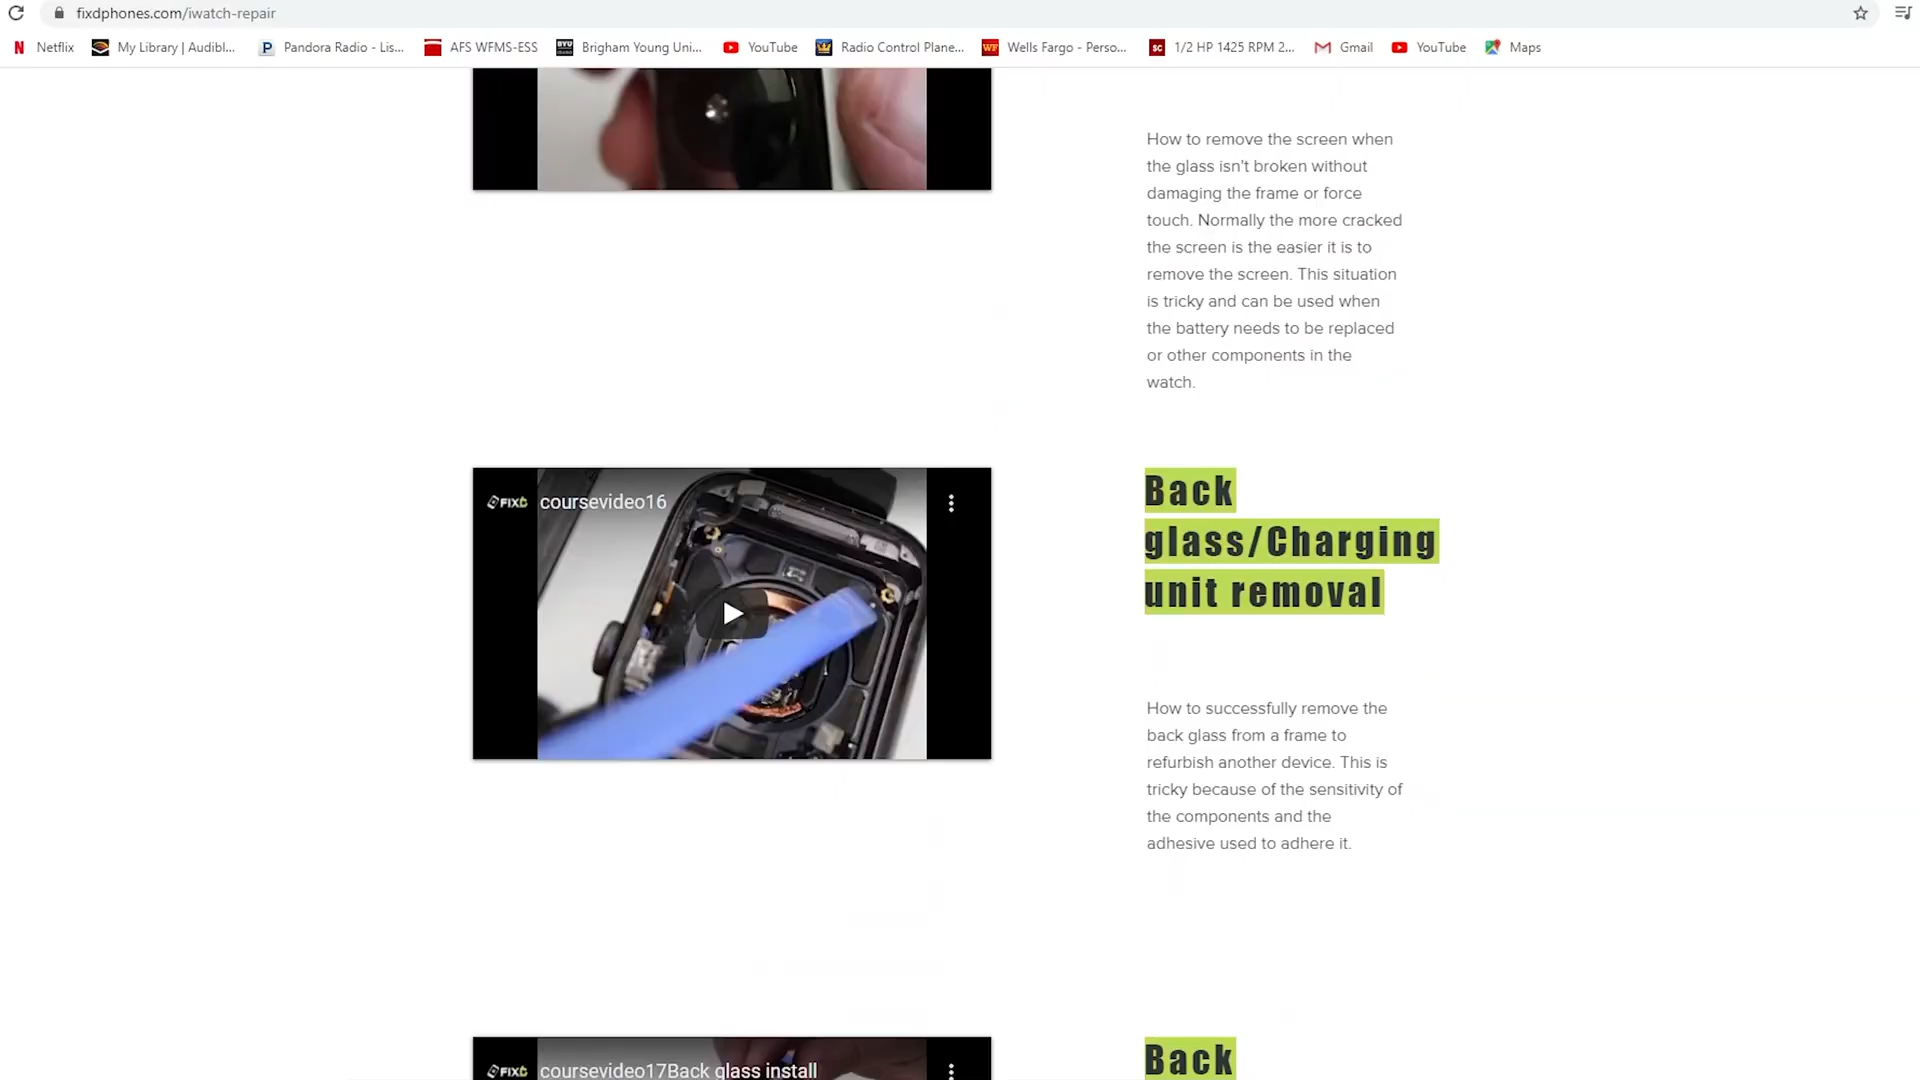 fixdphones.com/iwatch-repair
Netflix
My Library | Audibl...
Pandora Radio - Lis...
AFS WFMS-ESS
Brigham Young Uni...
YouTube
Radio Control Plane...
Wells Fargo - Perso...
1/2 HP 1425 RPM 2...
Gmail
YouTube
Maps
How to remove the screen when
the glass isn't broken without
damaging the frame or force
touch. Normally the more cracked
the screen is the easier it is to
remove the screen. This situation
is tricky and can be used when
the battery needs to be replaced
or other components in the
watch.
FIXD coursevideo16
Back
glass/Charging
unit removal
How to successfully remove the
back glass from a frame to
refurbish another device. This is
tricky because of the sensitivity of
the components and the
adhesive used to adhere it.
FIXD coursevideo17Back glass install
Back